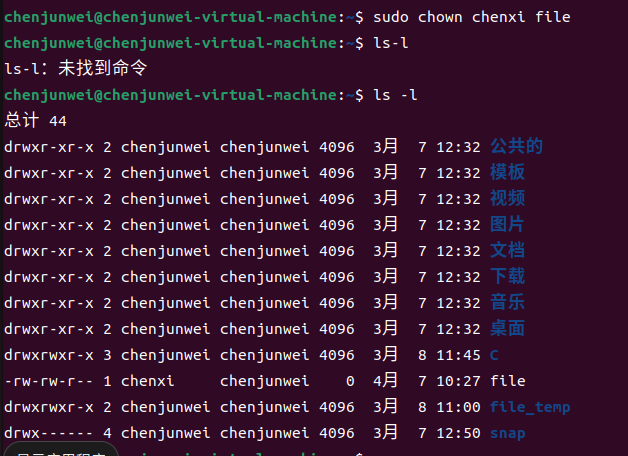 chenjunwei@chenjunwei-virtual-machine:~$ sudo chown chenxi file
chenjunwei@chenjunwei-virtual-machine:~$ ls-l
ls-l：未找到命令
chenjunwei@chenjunwei-virtual-machine:~$ ls -l
总计 44
drwxr-xr-x 2 chenjunwei chenjunwei 4096  3月   7 12:32 公共的
drwxr-xr-x 2 chenjunwei chenjunwei 4096  3月   7 12:32 模板
drwxr-xr-x 2 chenjunwei chenjunwei 4096  3月   7 12:32 视频
drwxr-xr-x 2 chenjunwei chenjunwei 4096  3月   7 12:32 图片
drwxr-xr-x 2 chenjunwei chenjunwei 4096  3月   7 12:32 文档
drwxr-xr-x 2 chenjunwei chenjunwei 4096  3月   7 12:32 下载
drwxr-xr-x 2 chenjunwei chenjunwei 4096  3月   7 12:32 音乐
drwxr-xr-x 2 chenjunwei chenjunwei 4096  3月   7 12:32 桌面
drwxrwxr-x 3 chenjunwei chenjunwei 4096  3月   8 11:45 C
-rw-rw-r-- 1 chenxi     chenjunwei    0  4月   7 10:27 file
drwxrwxr-x 2 chenjunwei chenjunwei 4096  3月   8 11:00 file_temp
drwx------ 4 chenjunwei chenjunwei 4096  3月   7 12:50 snap